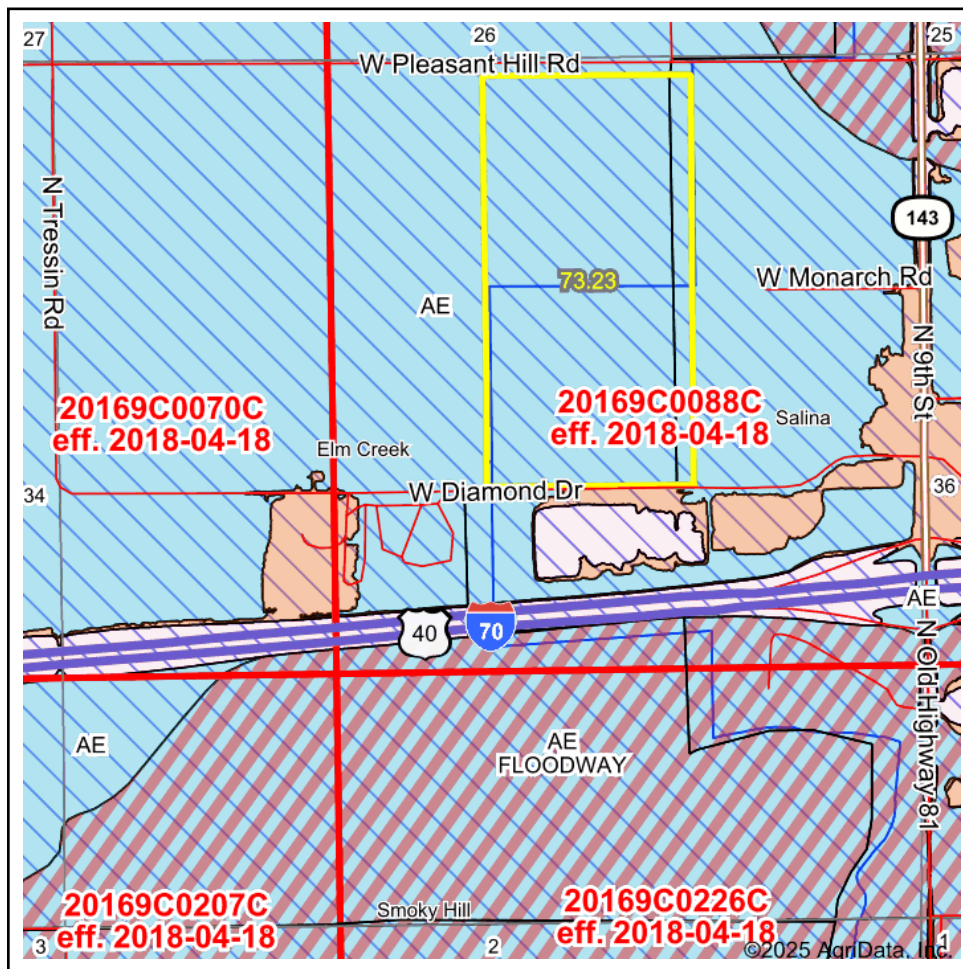 27
26
25
W Pleasant Hill Rd
N Tressin Rd
143
W Monarch Rd
73.23
AE
N 9th St
20169C0070C
eff. 2018-04-18
20169C0088C
eff. 2018-04-18
Salina
Elm Creek
34
W Diamond Dr
36
AE
40
70
N Old Highway 81
AE
AE
FLOODWAY
20169C0207C
eff. 2018-04-18
Smoky Hill
20169C0226C
eff. 2018-04-18
3
2
1
©2025 AgriData, Inc.